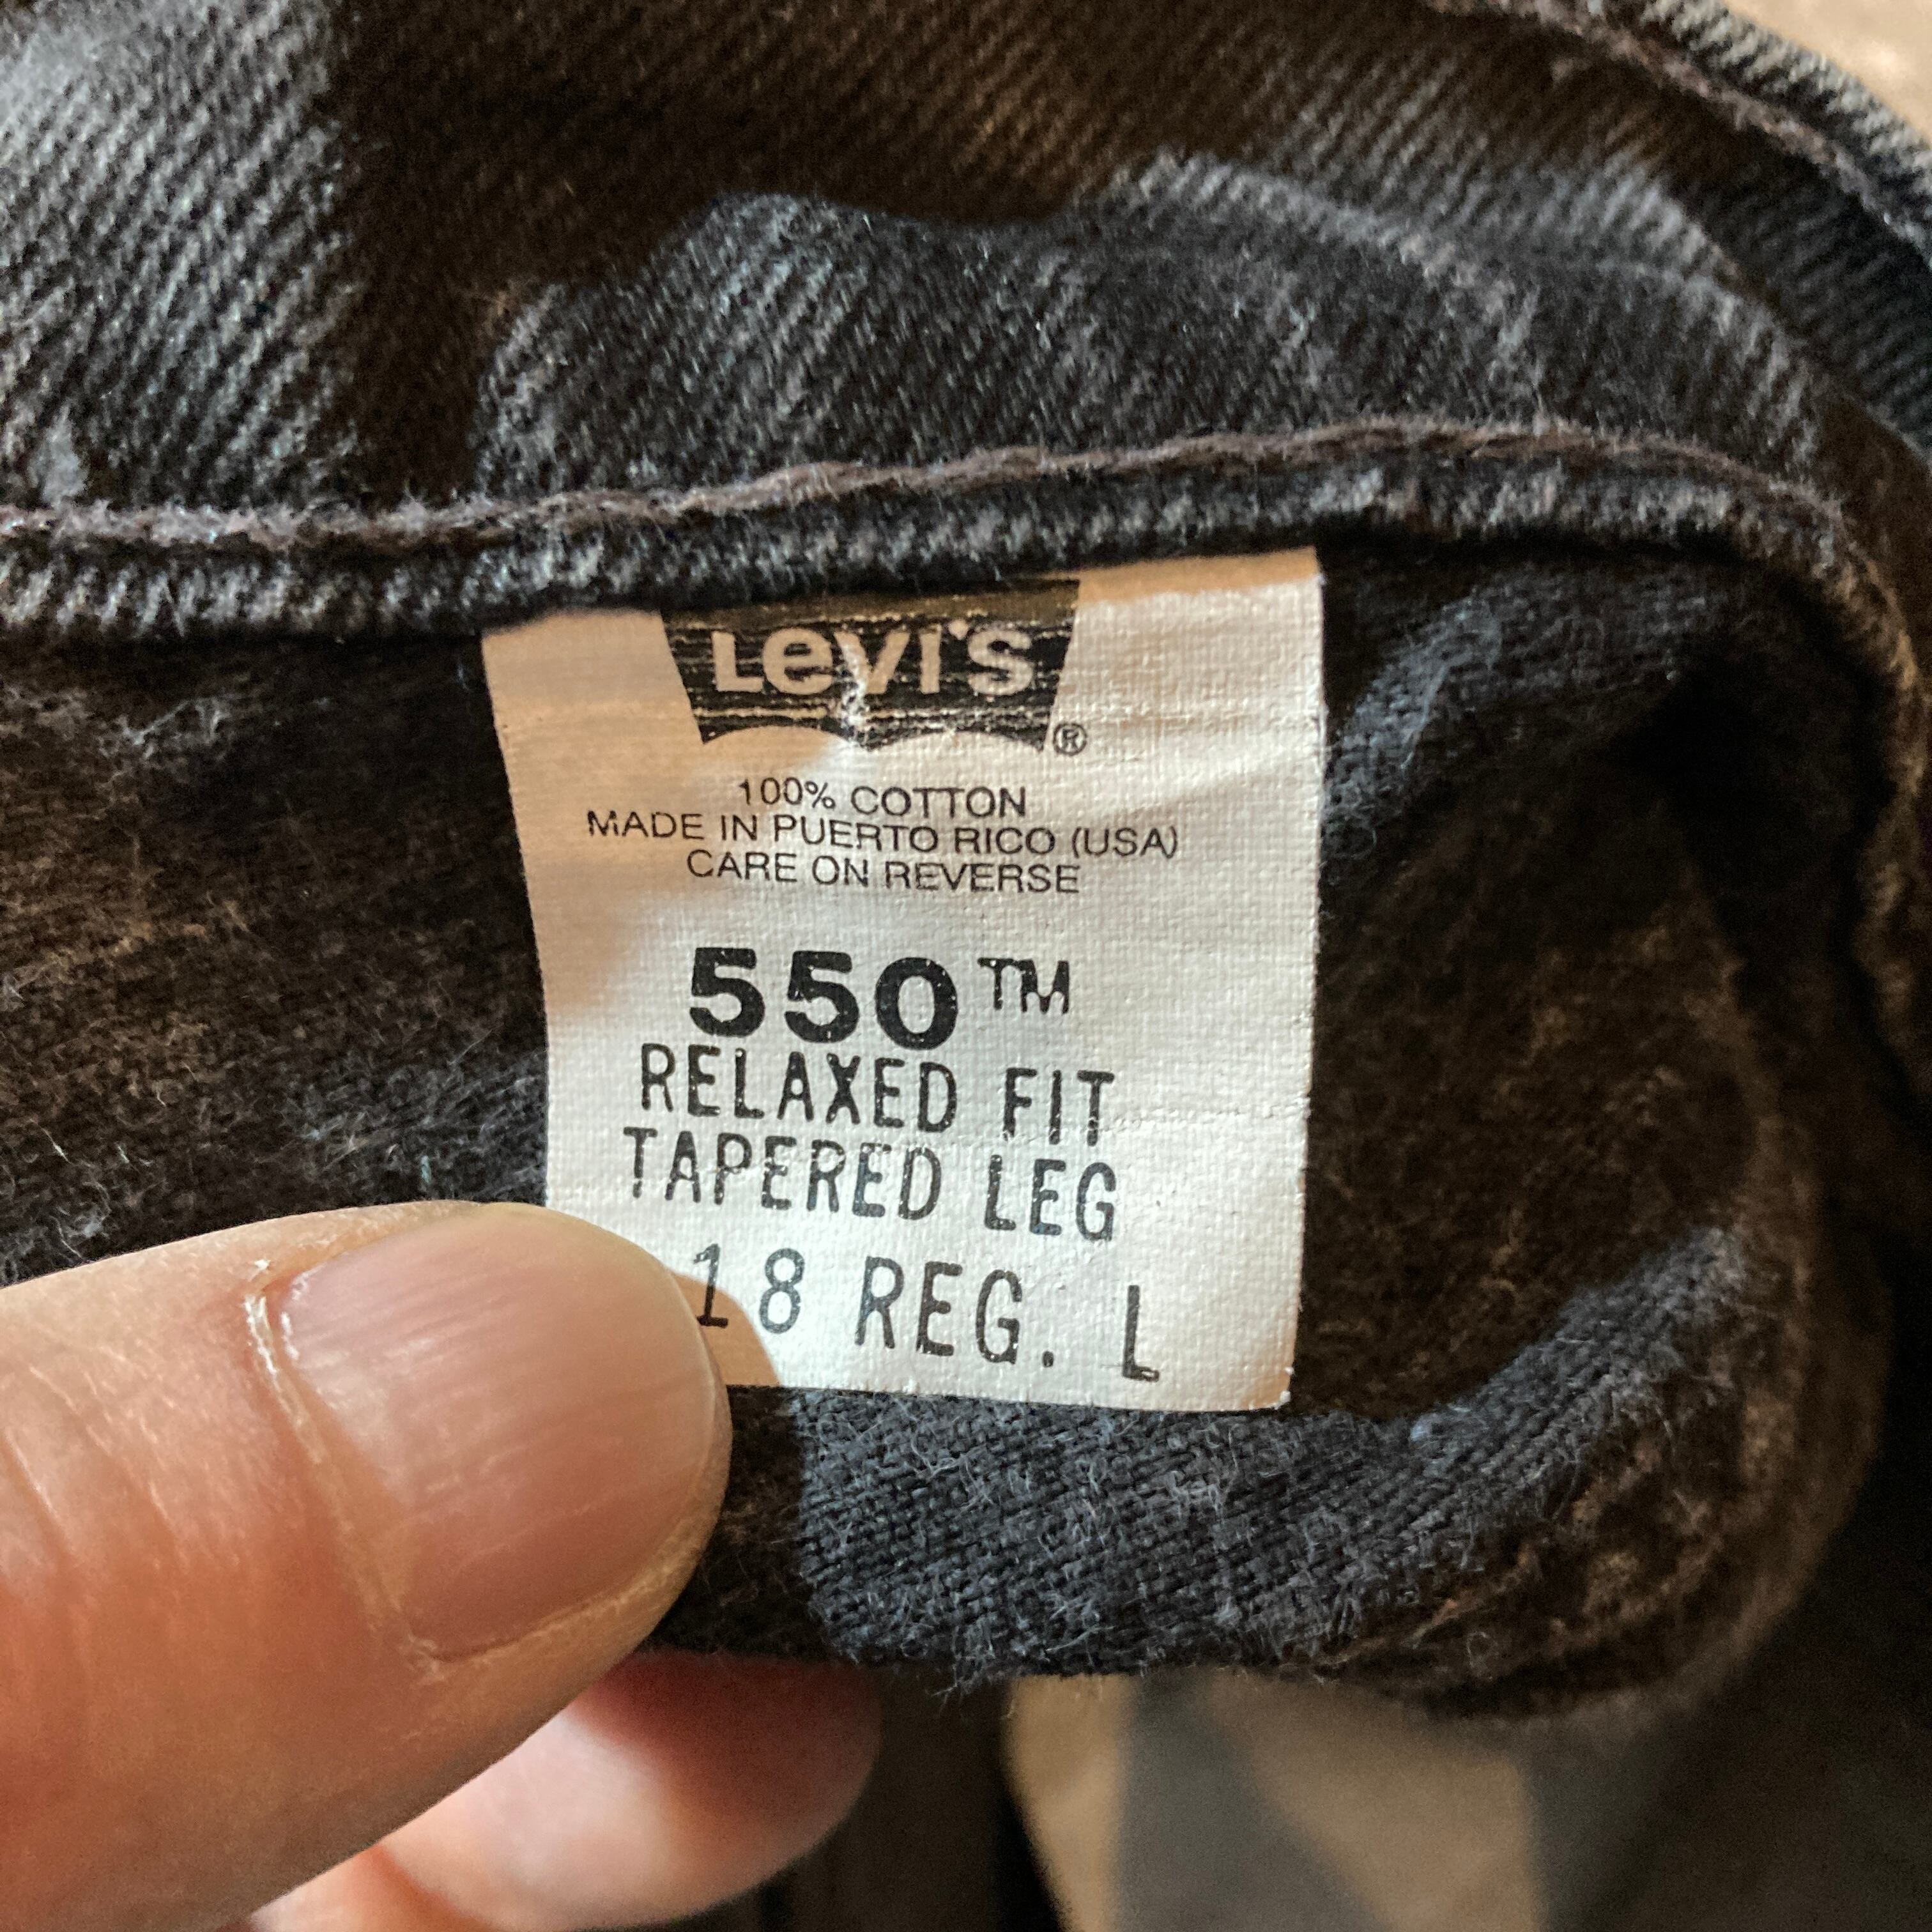 Levi's ®
100% COTTON
MADE IN PUERTO RICO (USA)
CARE ON REVERSE
550™
RELAXED FIT
TAPERED LEG
18 REG. L